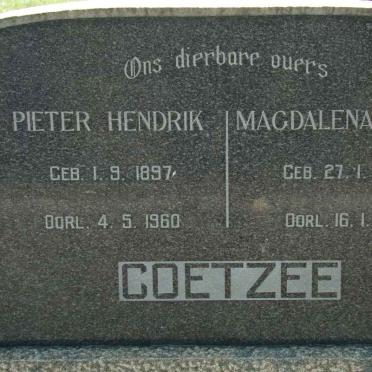 Ons dierbare ouers
PIETER HENDRIK
GEB. 1. 9. 1897
OORL. 4. 5. 1960
MAGDALENA
GEB. 27. 1.
OORL. 16. 1.
COETZEE